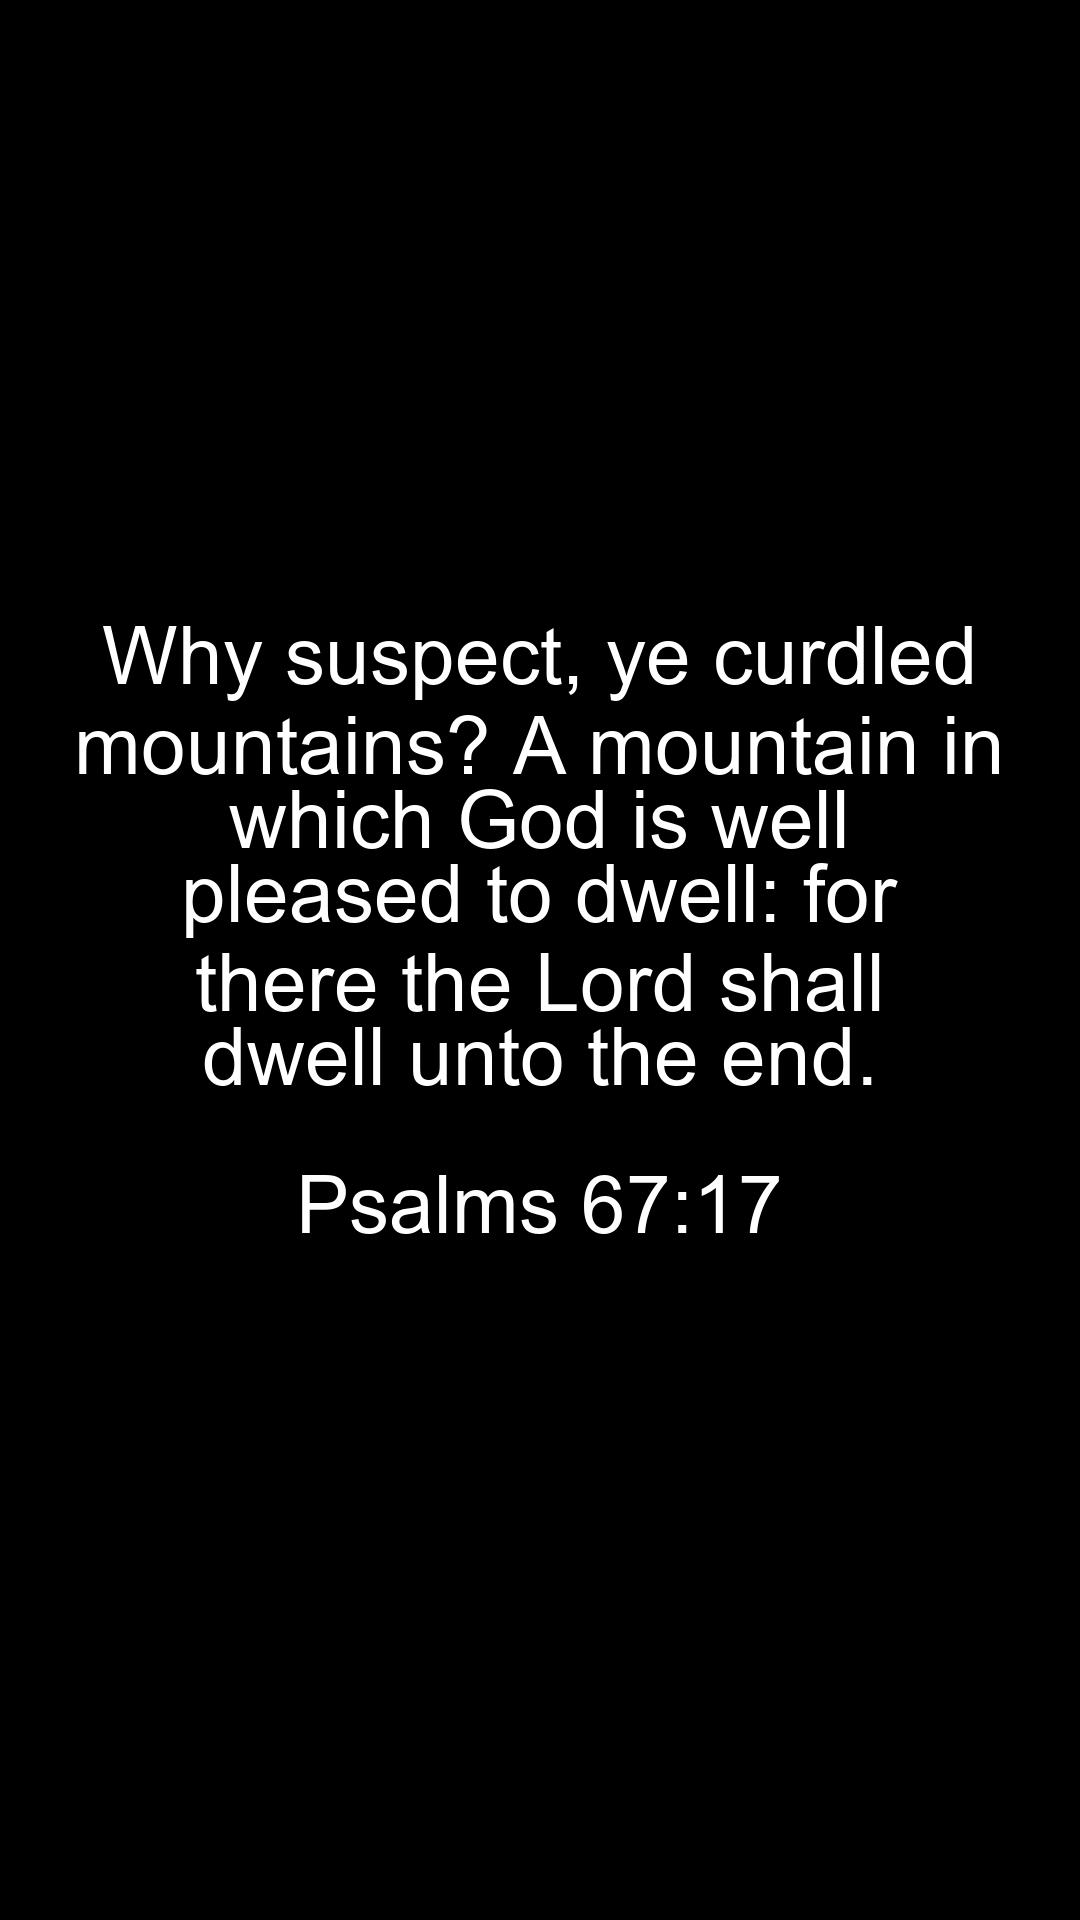 Why suspect, ye curdled
mountains? A mountain in
which God is well
pleased to dwell: for
there the Lord shall
dwell unto the end.
Psalms 67:17